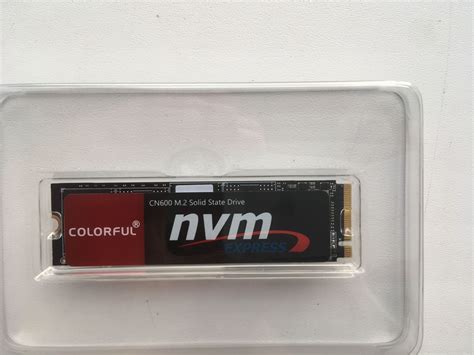 CN600 M.2 Solid State Drive
COLORFUL®
nvm
EXPRESS